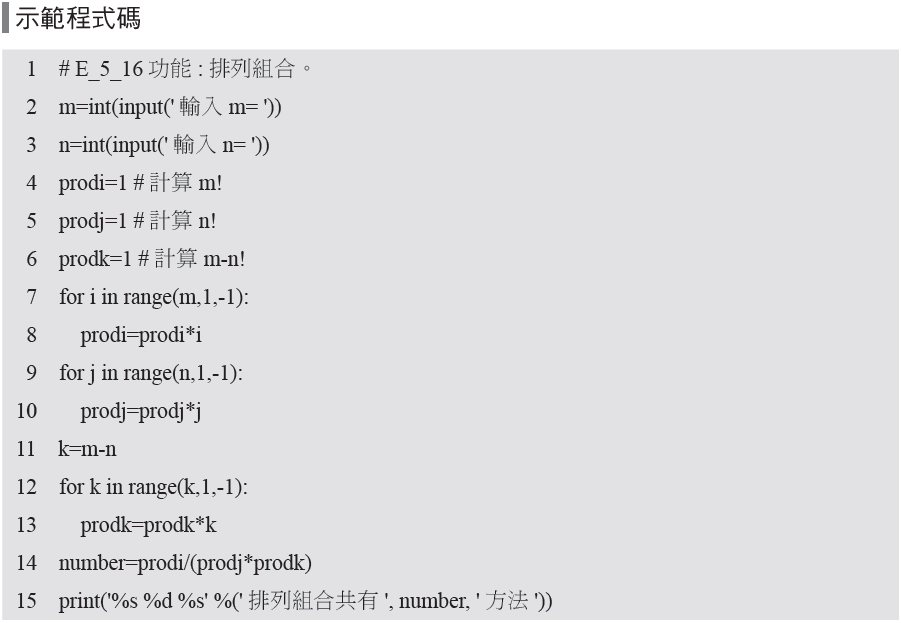 示範程式碼
1 # E_5_16 功能 : 排列組合。
2 m=int(input(' 輸入 m= '))
3 n=int(input(' 輸入 n= '))
4 prodi=1 # 計算 m!
5 prodj=1 # 計算 n!
6 prodk=1 # 計算 m-n!
7 for i in range(m,1,-1):
8     prodi=prodi*i
9 for j in range(n,1,-1):
10     prodj=prodj*j
11 k=m-n
12 for k in range(k,1,-1):
13     prodk=prodk*k
14 number=prodi/(prodj*prodk)
15 print('%s %d %s' %(' 排列組合共有 ', number, ' 方法 '))